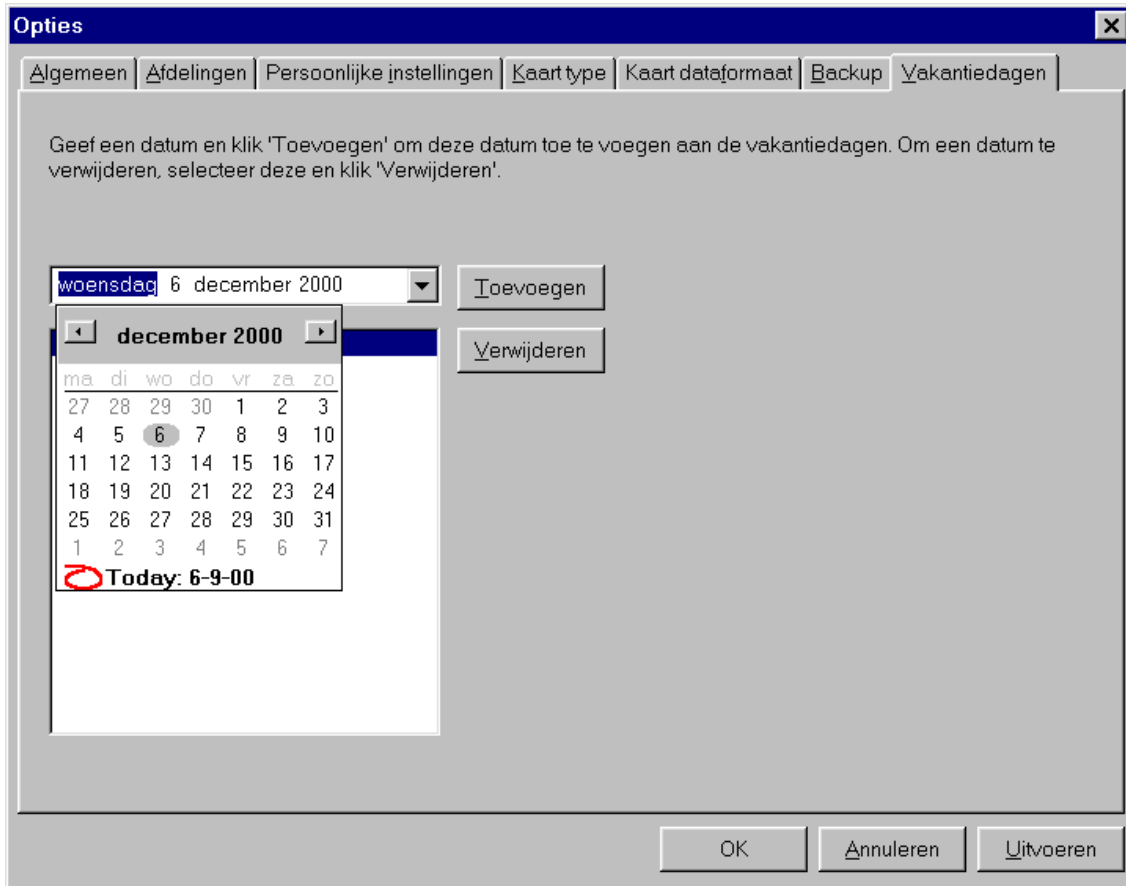 Opties
Algemeen Afdelingen Persoonlijke instellingen Kaart type Kaart dataformaat Backup Vakantiedagen
Geef een datum en klik 'Toevoegen' om deze datum toe te voegen aan de vakantiedagen. Om een datum te
verwijderen, selecteer deze en klik 'Verwijderen'.
woensdag 6 december 2000
Toevoegen
december 2000
Verwijderen
ma di wo do vr za zo
27 28 29 30 1 2 3
4 5 6 7 8 9 10
11 12 13 14 15 16 17
18 19 20 21 22 23 24
25 26 27 28 29 30 31
1 2 3 4 5 6 7
Today: 6-9-00
OK Annuleren Uitvoeren